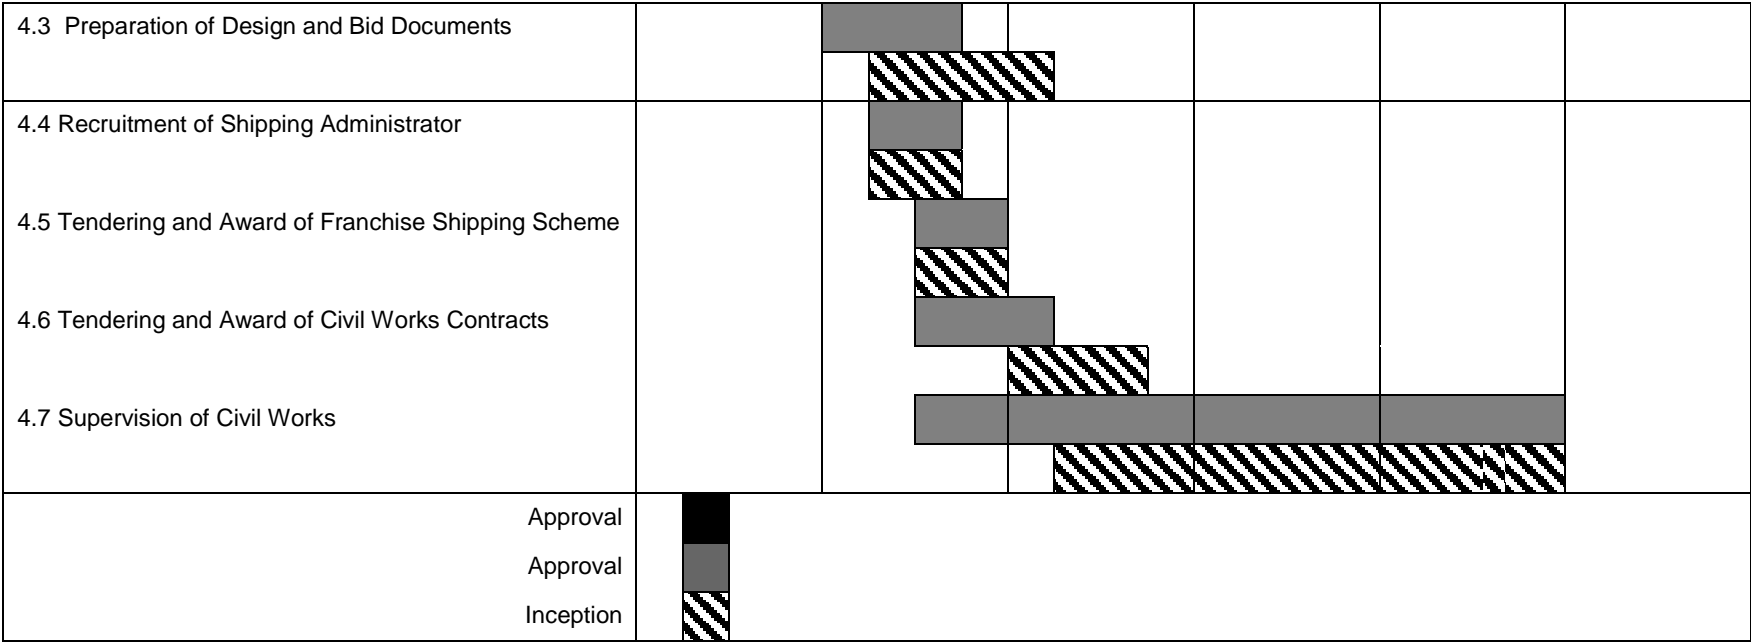 4.3  Preparation of Design and Bid Documents
4.4 Recruitment of Shipping Administrator
4.5 Tendering and Award of Franchise Shipping Scheme
4.6 Tendering and Award of Civil Works Contracts
4.7 Supervision of Civil Works
Approval
Approval
Inception